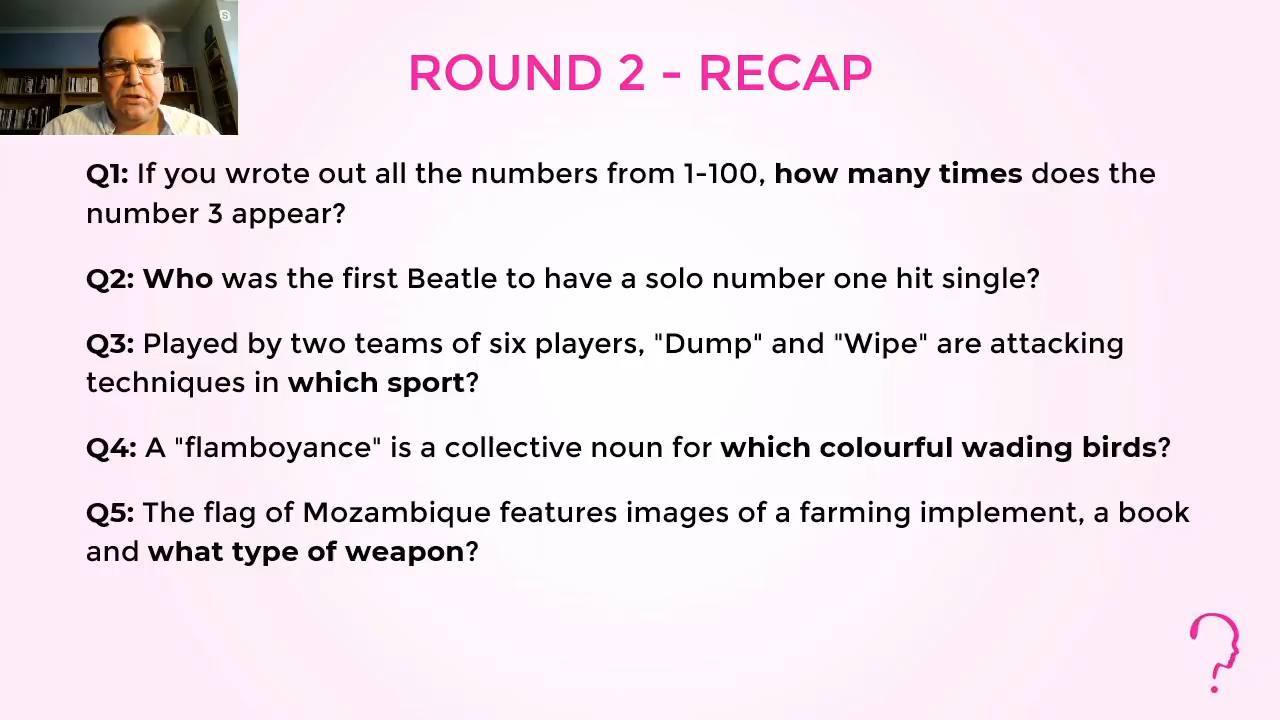 ROUND 2 - RECAP
Q1: If you wrote out all the numbers from 1-100, how many times does the
number 3 appear?
Q2: Who was the first Beatle to have a solo number one hit single?
Q3: Played by two teams of six players, "Dump" and "Wipe" are attacking
techniques in which sport?
Q4: A "flamboyance" is a collective noun for which colourful wading birds?
Q5: The flag of Mozambique features images of a farming implement, a book
and what type of weapon?